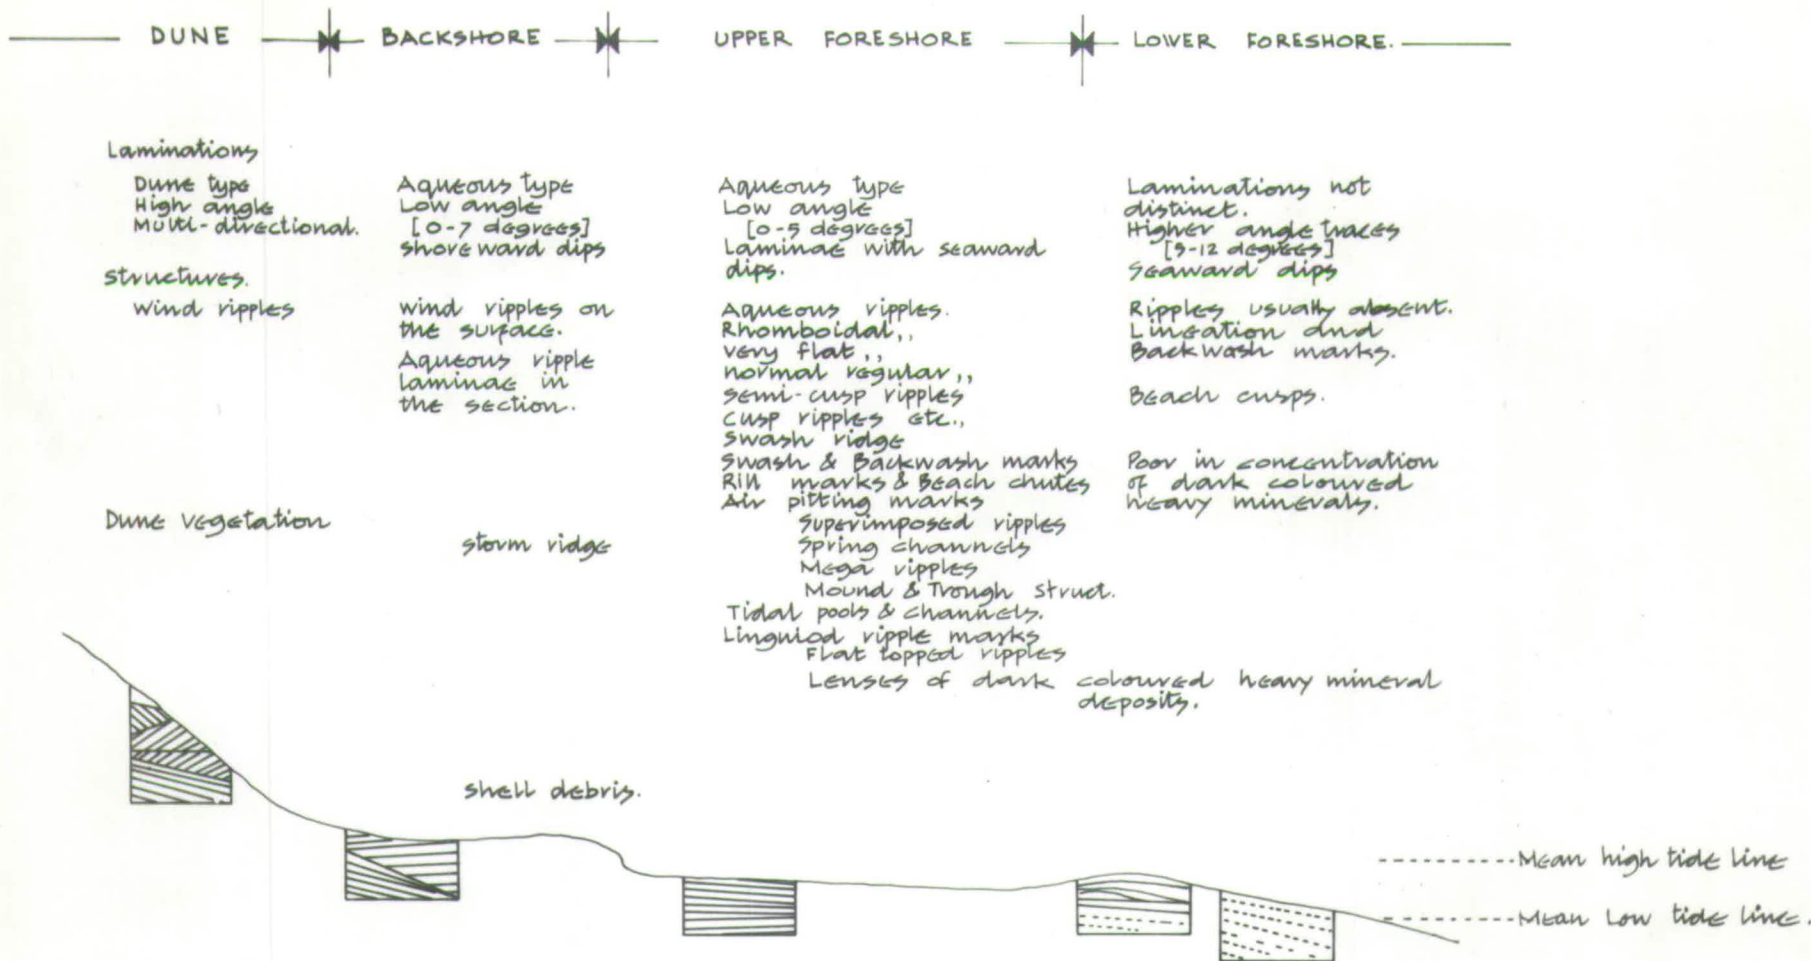 DUNE
BACKSHORE
UPPER FORESHORE
LOWER FORESHORE.
Laminations
Dune type
High angle
Multi-directional.
Structures.
Wind ripples
Dune vegetation
Aqueous type
Low angle
[0-7 degrees]
shoreward dips
Wind ripples on
the surface.
Aqueous ripple
laminae in
the section.
storm ridge
shell debris.
Aqueous type
Low angle
[0-5 degrees]
Laminae with seaward
dips.
Aqueous ripples.
Rhomboidal,,
very flat,,
normal regular,,
semi-cusp ripples
cusp ripples etc.,
Swash ridge
Swash & Backwash marks
Rill marks & Beach chutes
Air pitting marks
Superimposed ripples
Spring channels
Mega ripples
Mound & Trough struct.
Tidal pools & channels.
Linguiod ripple marks
Flat topped ripples
Lenses of dark coloured heavy mineral
deposits.
Laminations not
distinct.
Higher angle traces
[5-12 degrees]
Seaward dips
Ripples usually absent.
Lineation and
Backwash marks.
Beach cusps.
Poor in concentration
of dark coloured
heavy minerals.
Mean high tide line
Mean Low tide line.